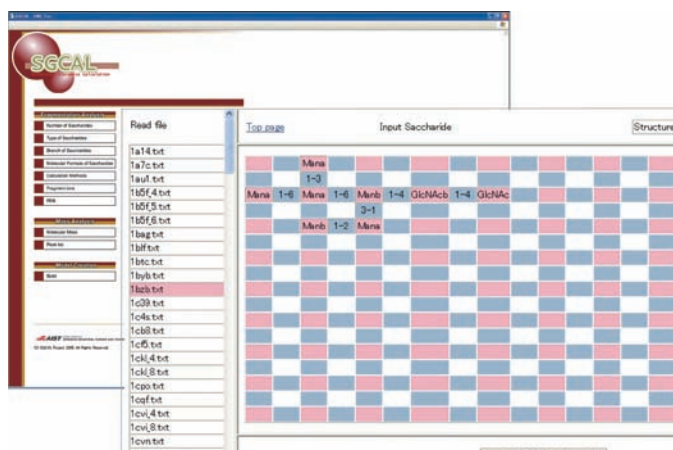 SGCAL
Number of Saccharides
Type of Saccharides
Branch of Saccharides
Molecular Formula of Saccharides
Calculation Methods
Fragment Ions
Molecular Mass
Build
AIST
Read file
1a14.txt
1a7c.txt
1au1.txt
1b5f_4.txt
1b5f_5.txt
1b5f_6.txt
1bag.txt
1blf.txt
1btc.txt
1byb.txt
1bzb.txt
1c39.txt
1c4s.txt
1cb8.txt
1cf5.txt
1ckl_4.txt
1ckl_8.txt
1cpo.txt
1cqf.txt
1cvi_4.txt
1cvi_8.txt
1cvn.txt
Top page Input Saccharide Structure
Mana
1-3
Mana 1-6 Mana 1-6 Manb 1-4 GlcNAcb 1-4 GlcNAc
3-1
Manb 1-2 Mana